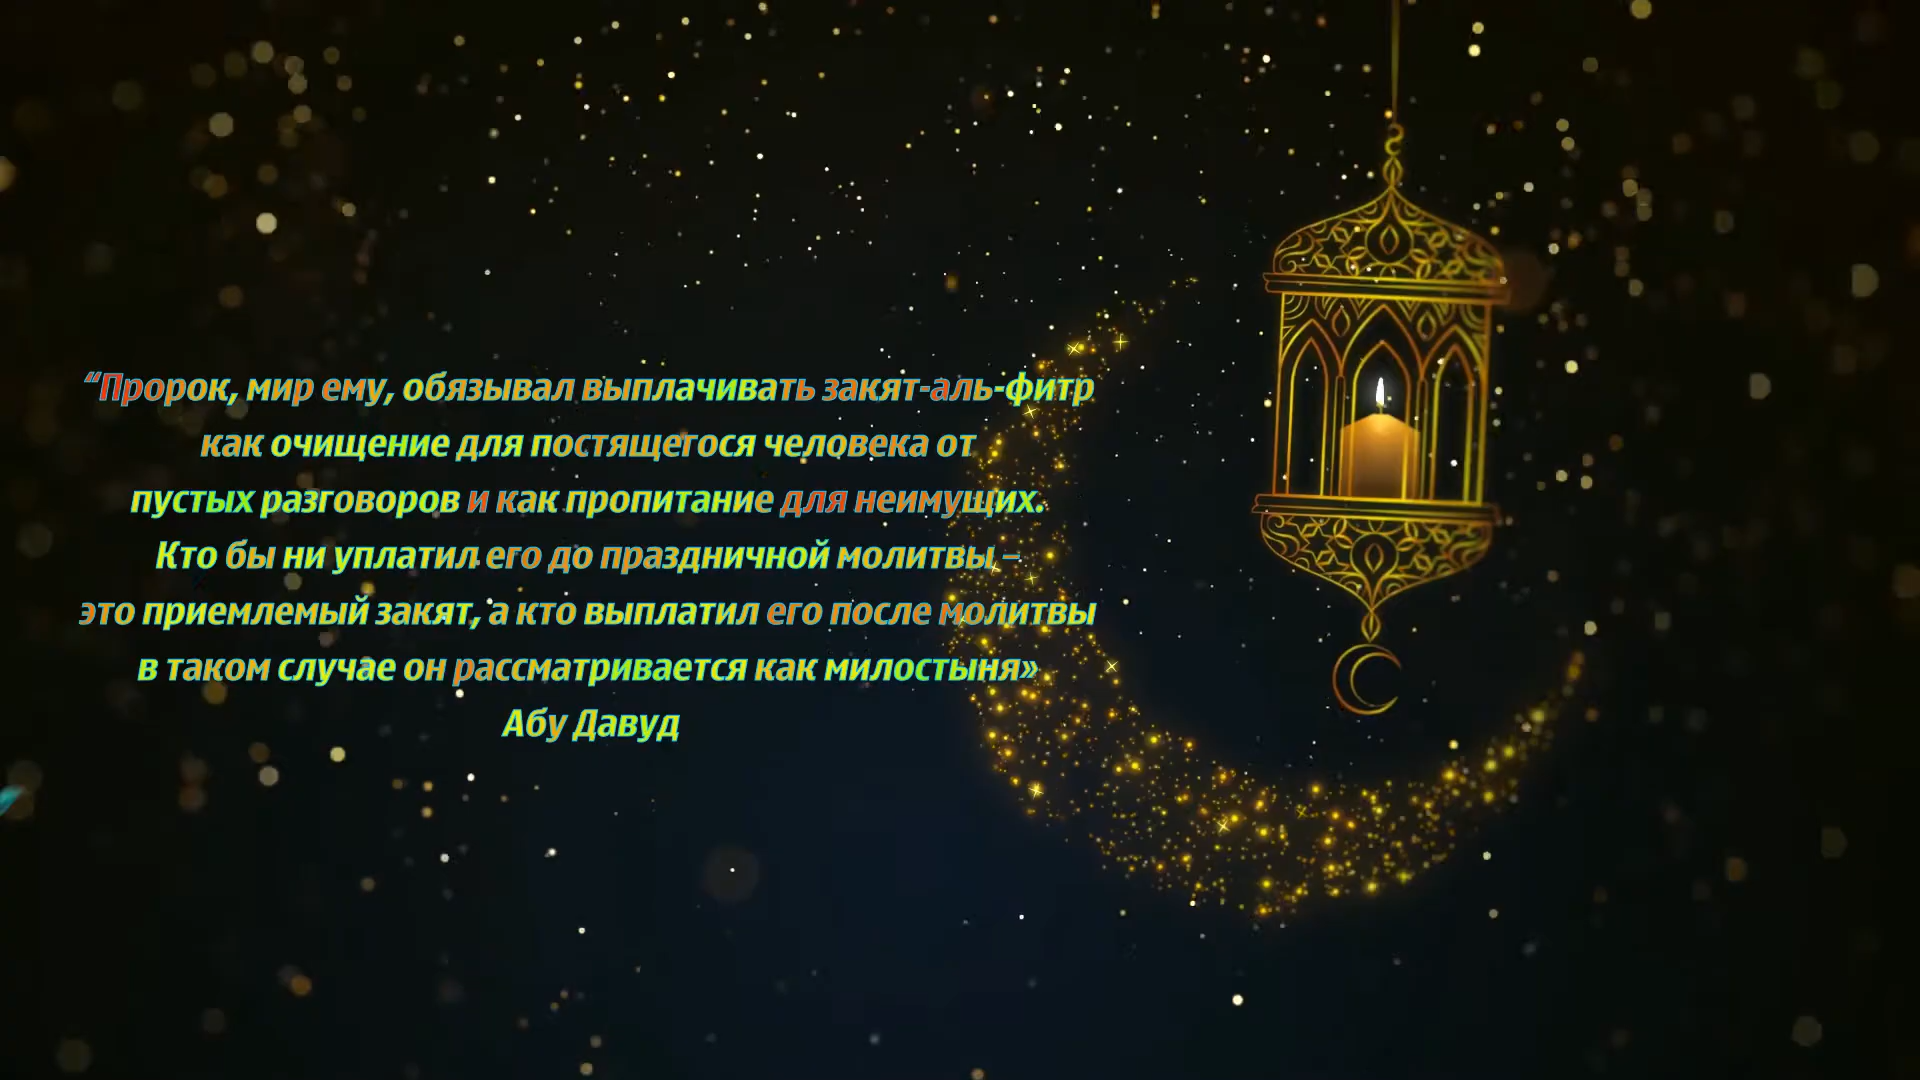 “Пророк, мир ему, обязывал выплачивать закят-аль-фитр
как очищение для постящегося человека от
пустых разговоров и как пропитание для неимущих.
Кто бы ни уплатил его до праздничной молитвы –
это приемлемый закят, а кто выплатил его после молитвы
в таком случае он рассматривается как милостыня»
Абу Давуд